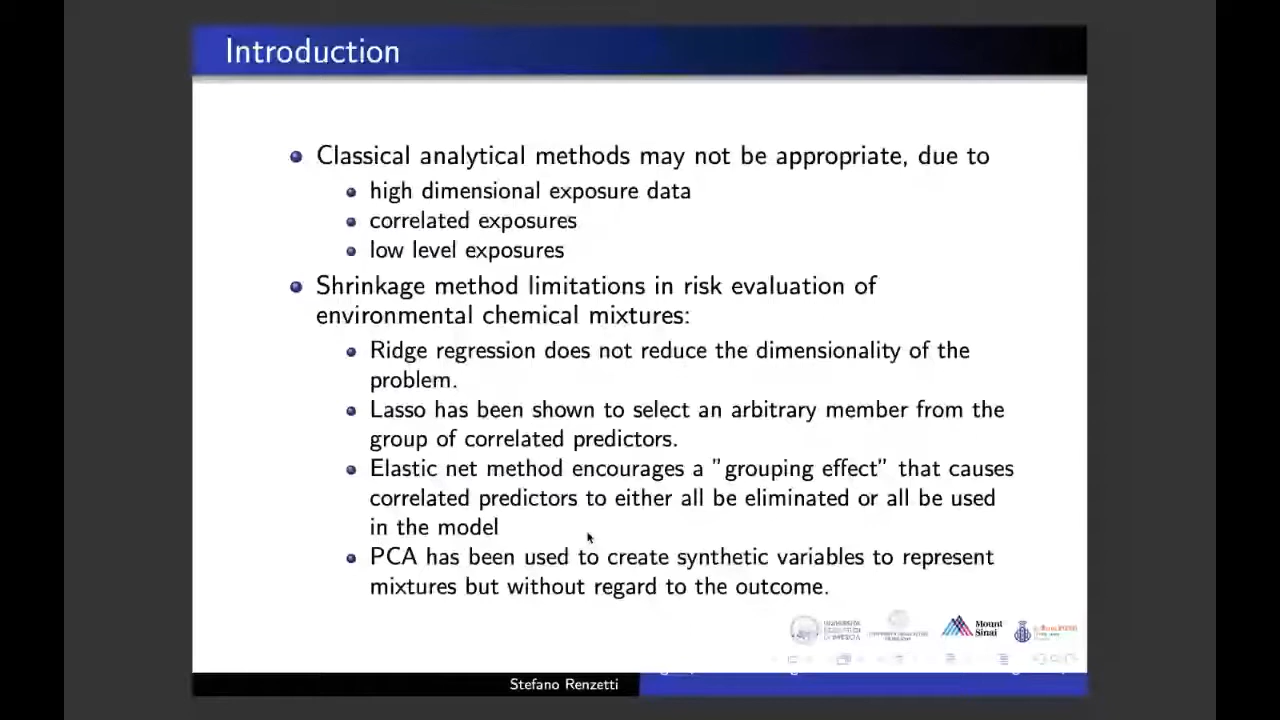 Introduction
Classical analytical methods may not be appropriate, due to
high dimensional exposure data
correlated exposures
low level exposures
Shrinkage method limitations in risk evaluation of
environmental chemical mixtures:
Ridge regression does not reduce the dimensionality of the
problem.
Lasso has been shown to select an arbitrary member from the
group of correlated predictors.
Elastic net method encourages a "grouping effect" that causes
correlated predictors to either all be eliminated or all be used
in the model
PCA has been used to create synthetic variables to represent
mixtures but without regard to the outcome.
Mount
Sinai
Stefano Renzetti